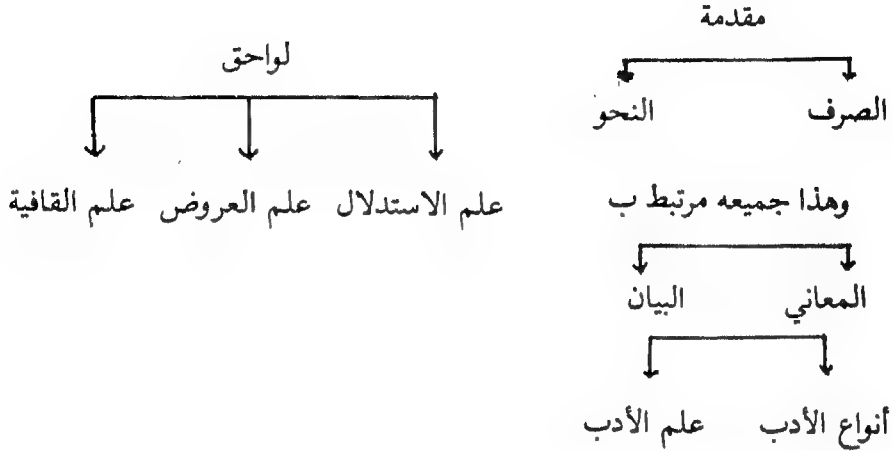 مقدمة
الصرف النحو
وهذا جميعه مرتبط ب
المعاني البيان
أنواع الأدب علم الأدب
لواحق
علم الاستدلال علم العروض علم القافية